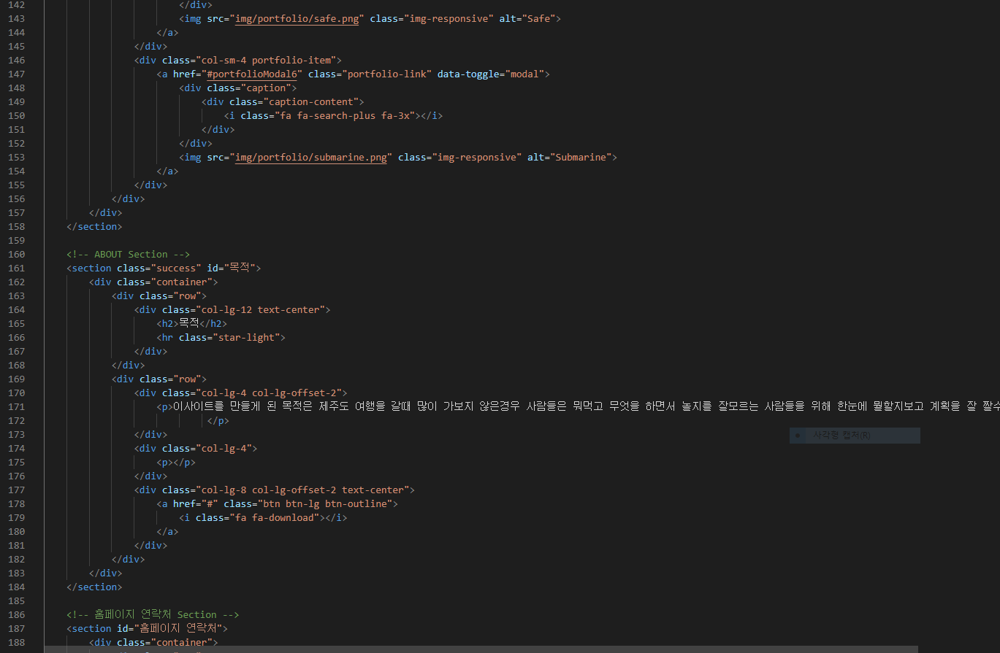 142 </div>
143 <img src="img/portfolio/safe.png" class="img-responsive" alt="Safe">
144 </a>
145 </div>
146 <div class="col-sm-4 portfolio-item">
147 <a href="#portfolioModal6" class="portfolio-link" data-toggle="modal">
148 <div class="caption">
149 <div class="caption-content">
150 <i class="fa fa-search-plus fa-3x"></i>
151 </div>
152 </div>
153 <img src="img/portfolio/submarine.png" class="img-responsive" alt="Submarine">
154 </a>
155 </div>
156 </div>
157 </div>
158 </section>
159
160 <!-- ABOUT Section -->
161 <section class="success" id="목적">
162 <div class="container">
163 <div class="row">
164 <div class="col-lg-12 text-center">
165 <h2>목적</h2>
166 <hr class="star-light">
167 </div>
168 </div>
169 <div class="row">
170 <div class="col-lg-4 col-lg-offset-2">
171 <p>이사이트를 만들게 된 목적은 제주도 여행을 갈때 많이 가보지 않은경우 사람들은 뭐먹고 무엇을 하면서 놀지를 잘모르는 사람들을 위해 한눈에 뭘할지보고 계획을 잘 짤수
172 </p>
173 </div>
사각형 캡처(R)
174 <div class="col-lg-4">
175 <p></p>
176 </div>
177 <div class="col-lg-8 col-lg-offset-2 text-center">
178 <a href="#" class="btn btn-lg btn-outline">
179 <i class="fa fa-download"></i>
180 </a>
181 </div>
182 </div>
183 </div>
184 </section>
185
186 <!-- 홈페이지 연락처 Section -->
187 <section id="홈페이지 연락처">
188 <div class="container">